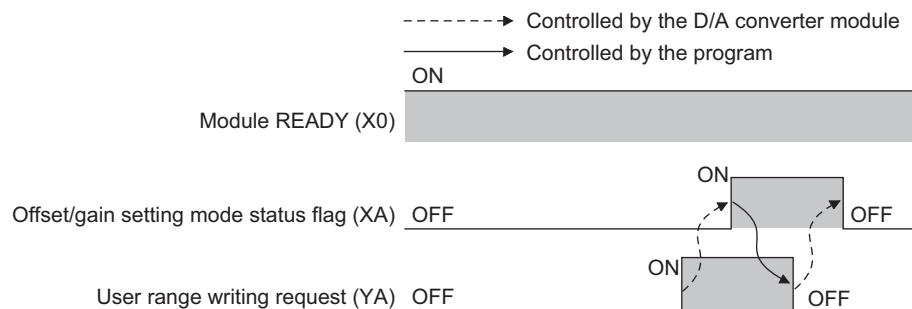 Controlled by the D/A converter module
Controlled by the program
ON
Module READY (X0)
ON
Offset/gain setting mode status flag (XA) OFF
OFF
ON
User range writing request (YA) OFF
OFF